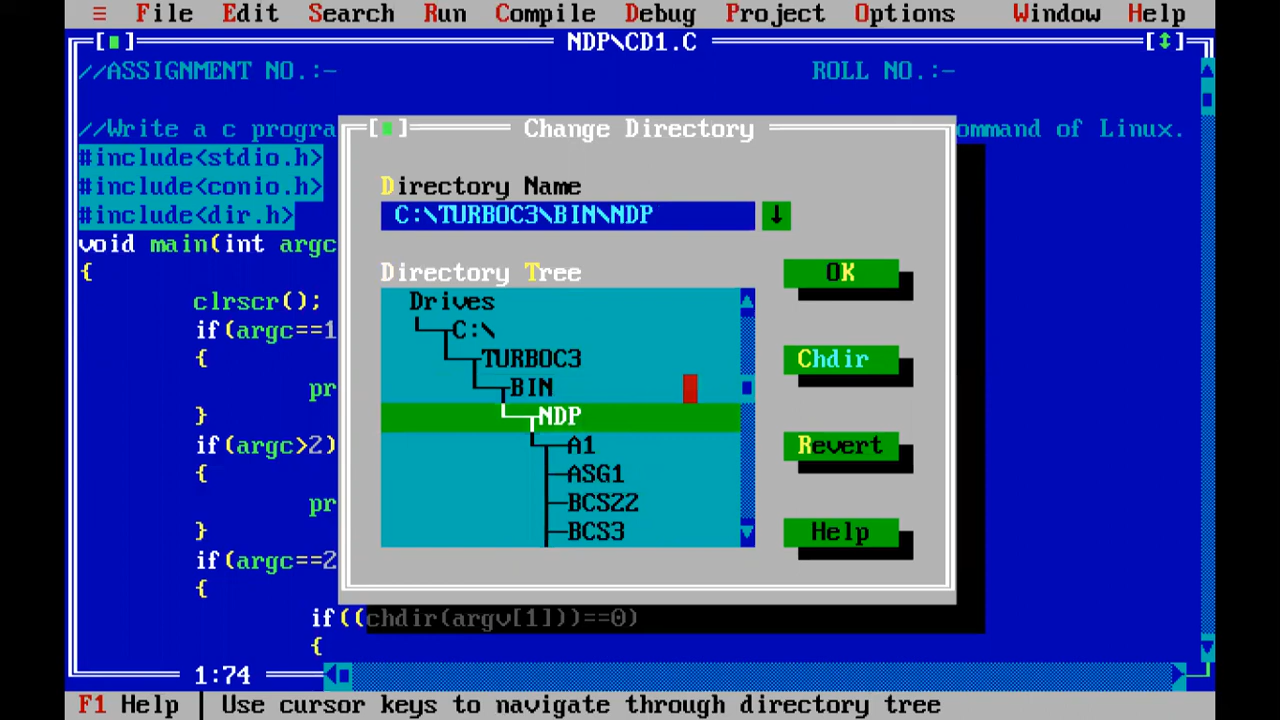 ≡ File Edit Search Run Compile Debug Project Options Window Help
[■] NDP\CD1.C [↕]
//ASSIGNMENT NO.:- ROLL NO.:-
//Write a c progra ommand of Linux.
#include<stdio.h>
#include<conio.h>
#include<dir.h>
void main(int argc
{
clrscr();
if(argc==1
{
pr
}
if(argc>2)
{
pr
}
if(argc==2
{
if((chdir(argv[1]))==0)
{
[■] Change Directory
Directory Name
C:\TURBOC3\BIN\NDP ↓
Directory Tree
Drives
C:\
TURBOC3
BIN
NDP
A1
ASG1
BCS22
BCS3
OK
Chdir
Revert
Help
1:74
F1 Help │ Use cursor keys to navigate through directory tree